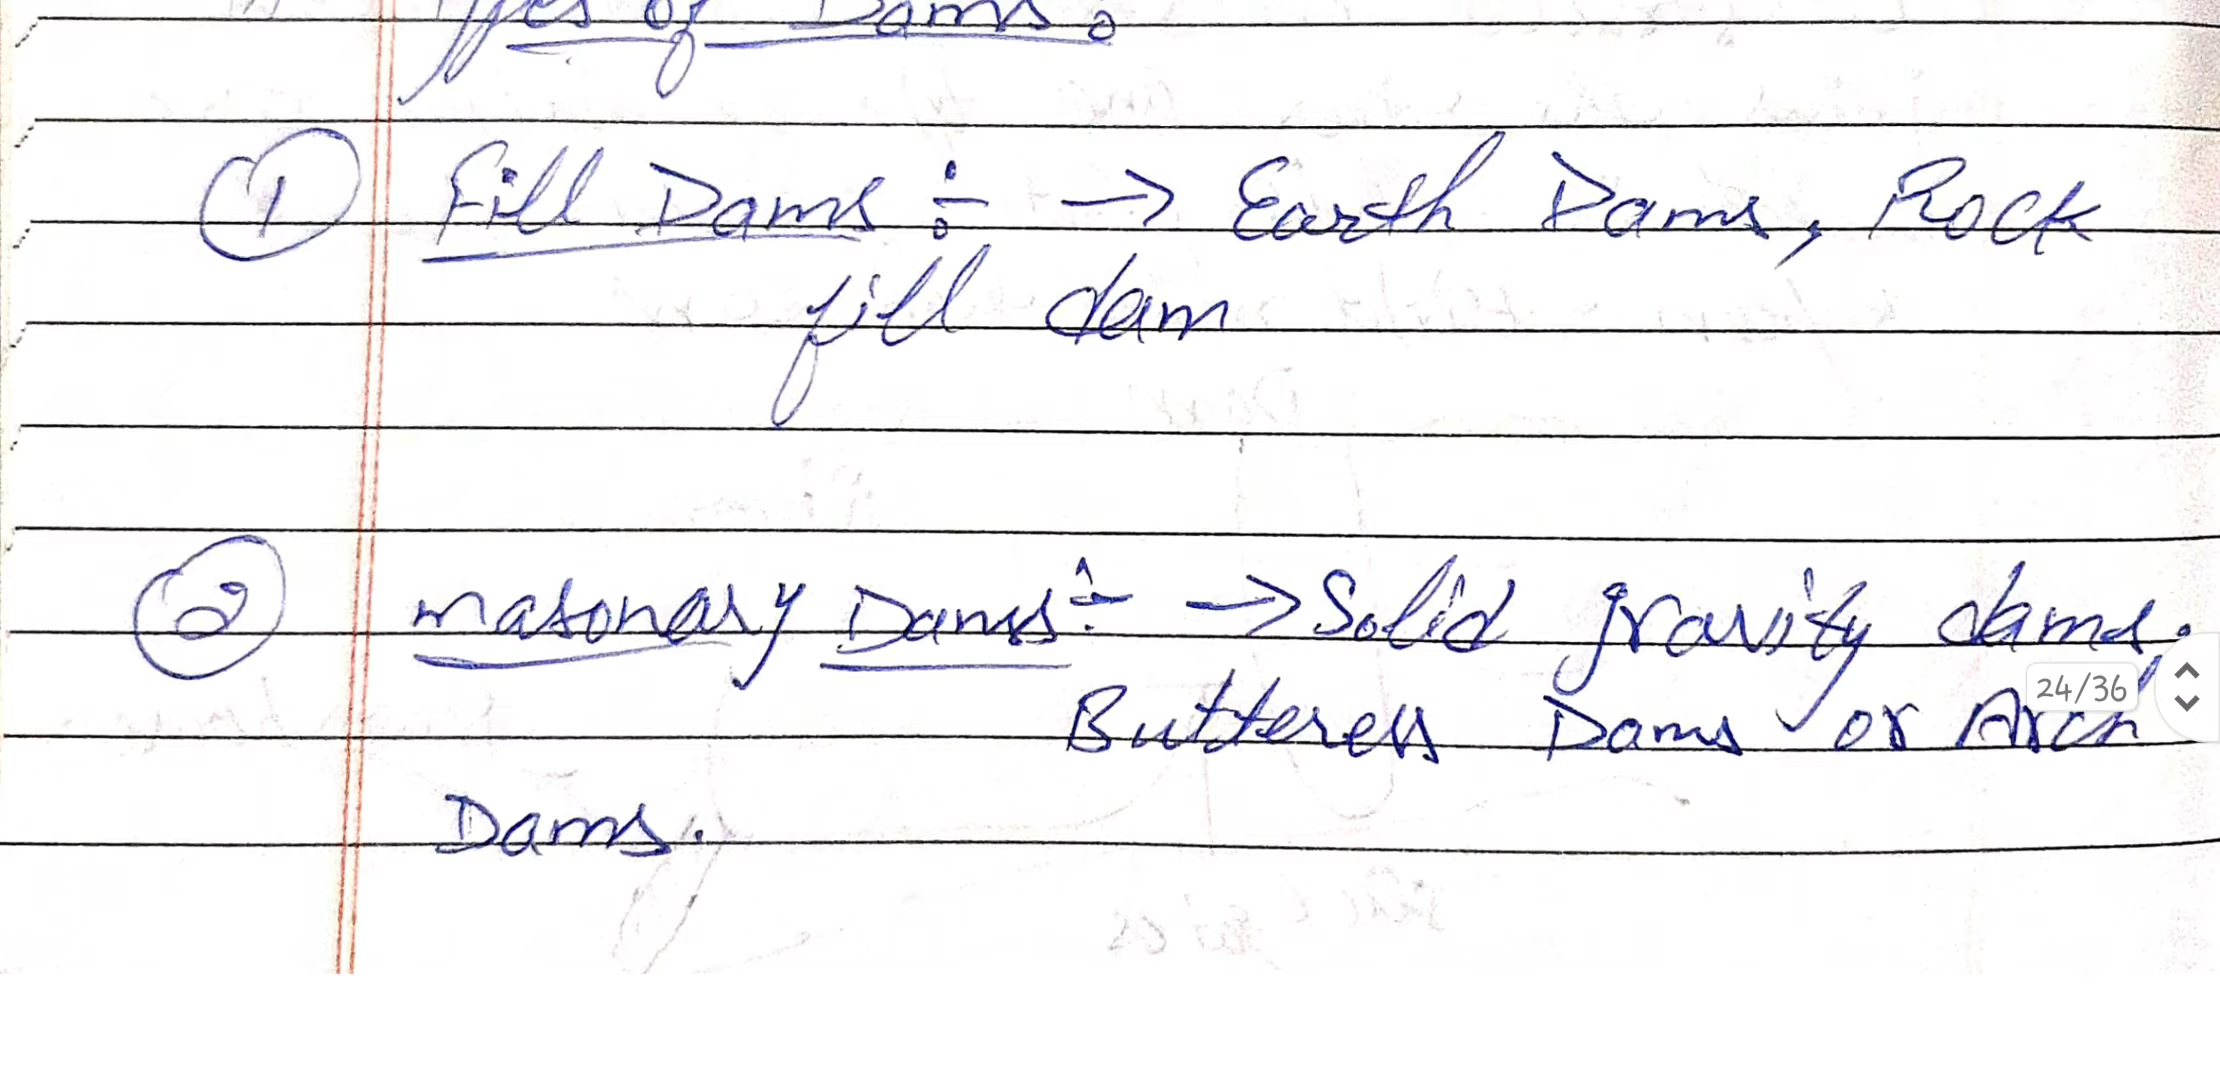 Types of Dams:
① Fill Dams ÷ → Earth Dams, Rock
fill dam
② masonary Dams ÷ → Solid gravity dams,
24/36
Butteress Dams or Arch
Dams.